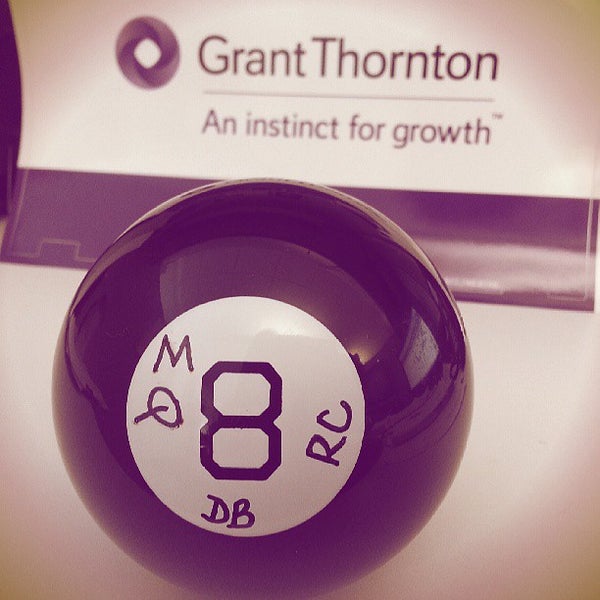 Grant Thornton
An instinct for growth™
M
Q
8
RC
DB